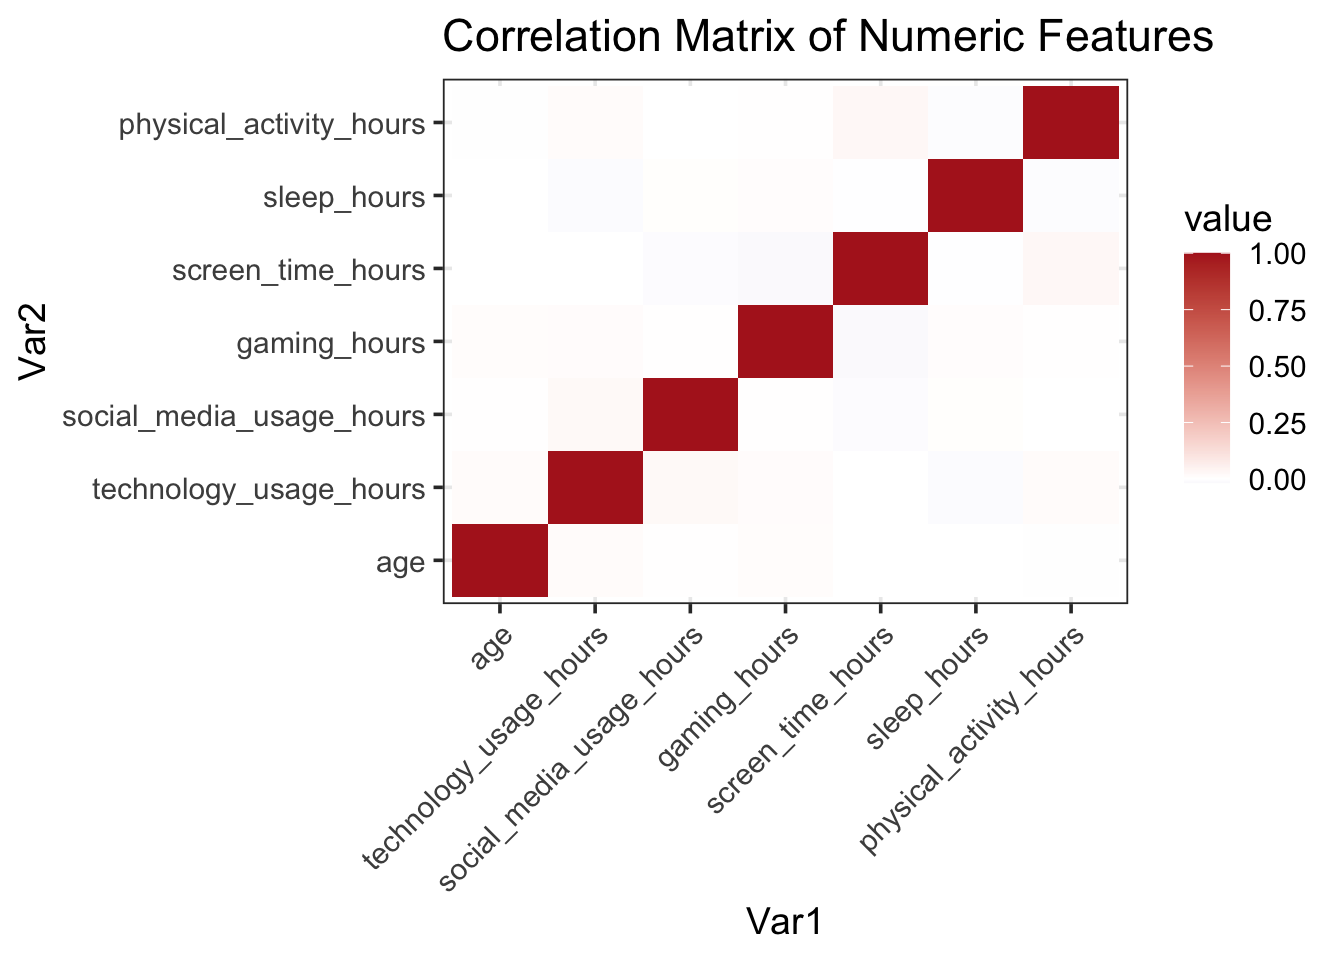 Correlation Matrix of Numeric Features
physical_activity_hours
sleep_hours
screen_time_hours
gaming_hours
social_media_usage_hours
technology_usage_hours
age
Var2
age
technology_usage_hours
social_media_usage_hours
gaming_hours
screen_time_hours
sleep_hours
physical_activity_hours
Var1
value
1.00
0.75
0.50
0.25
0.00